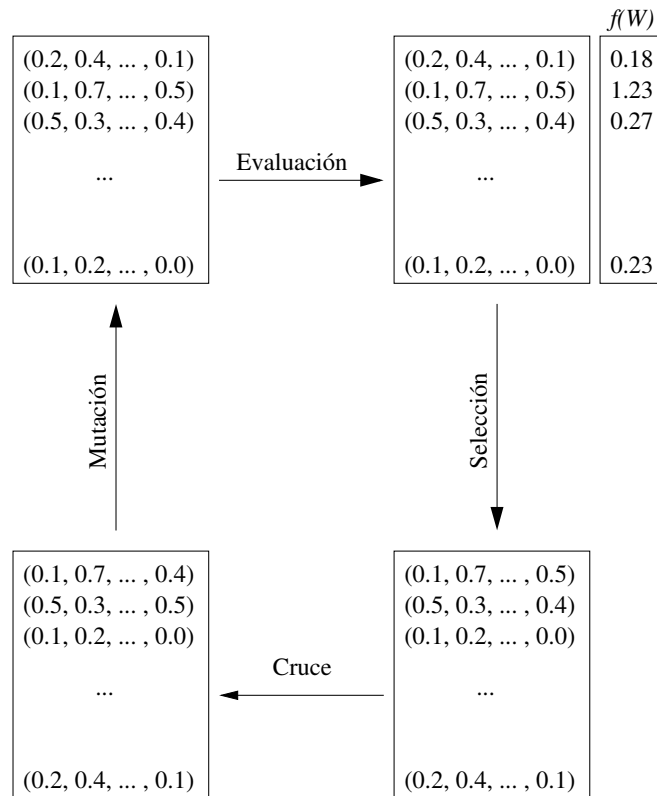 f(W)
(0.2, 0.4, ... , 0.1)
(0.1, 0.7, ... , 0.5)
(0.5, 0.3, ... , 0.4)
...
(0.1, 0.2, ... , 0.0)
Evaluación
(0.2, 0.4, ... , 0.1)
(0.1, 0.7, ... , 0.5)
(0.5, 0.3, ... , 0.4)
...
(0.1, 0.2, ... , 0.0)
0.18
1.23
0.27
0.23
Mutación
Selección
(0.1, 0.7, ... , 0.4)
(0.5, 0.3, ... , 0.5)
(0.1, 0.2, ... , 0.0)
...
(0.2, 0.4, ... , 0.1)
Cruce
(0.1, 0.7, ... , 0.5)
(0.5, 0.3, ... , 0.4)
(0.1, 0.2, ... , 0.0)
...
(0.2, 0.4, ... , 0.1)